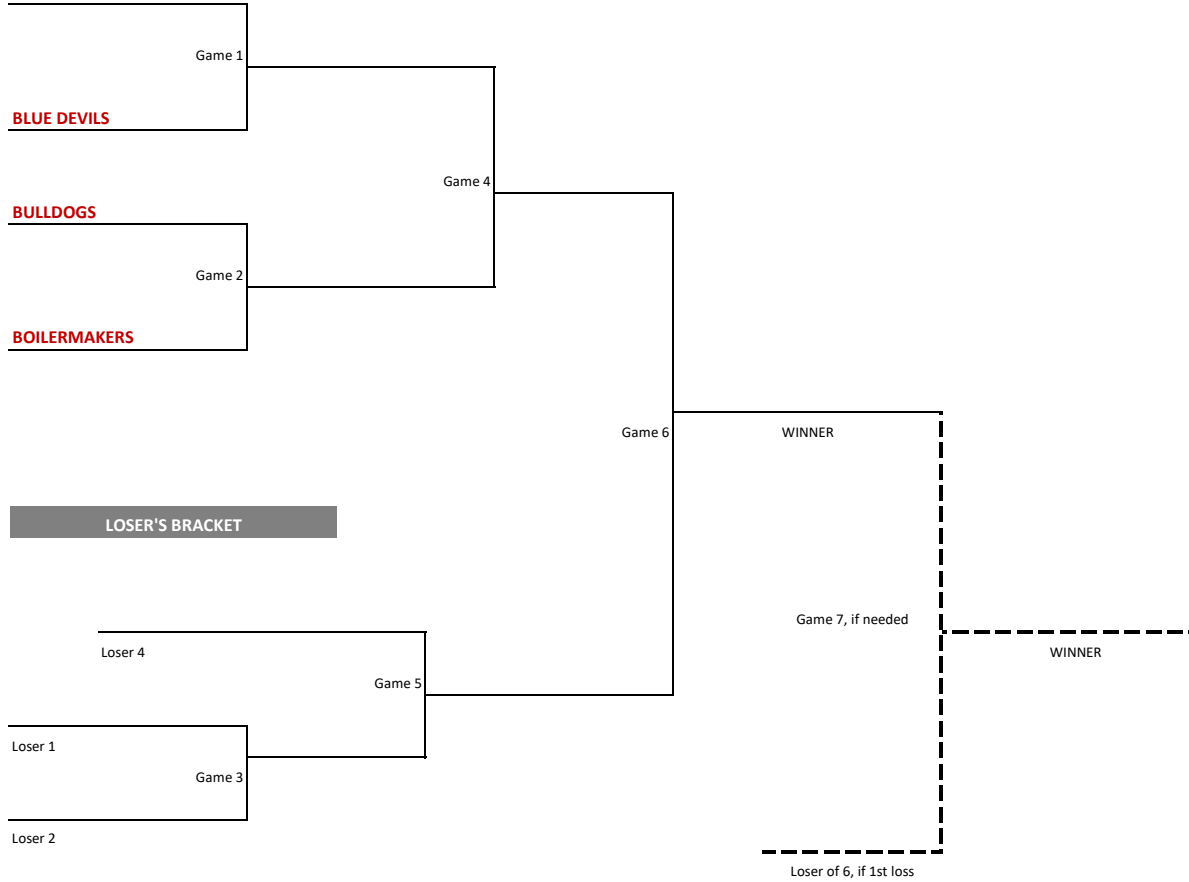 Game 1
BLUE DEVILS
Game 4
BULLDOGS
Game 2
BOILERMAKERS
Game 6
WINNER
LOSER'S BRACKET
Game 7, if needed
Loser 4
WINNER
Game 5
Loser 1
Game 3
Loser 2
Loser of 6, if 1st loss